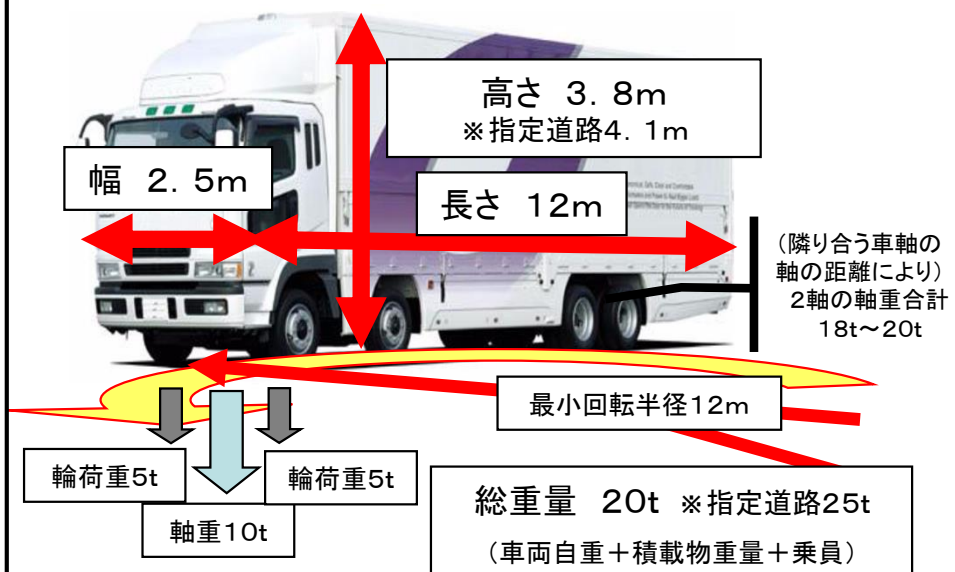 高さ 3.8m
※指定道路4.1m
幅 2.5m
長さ 12m
(隣り合う車軸の
軸の距離により)
2軸の軸重合計
18t～20t
最小回転半径12m
輪荷重5t
輪荷重5t
軸重10t
総重量 20t ※指定道路25t
(車両自重＋積載物重量＋乗員)